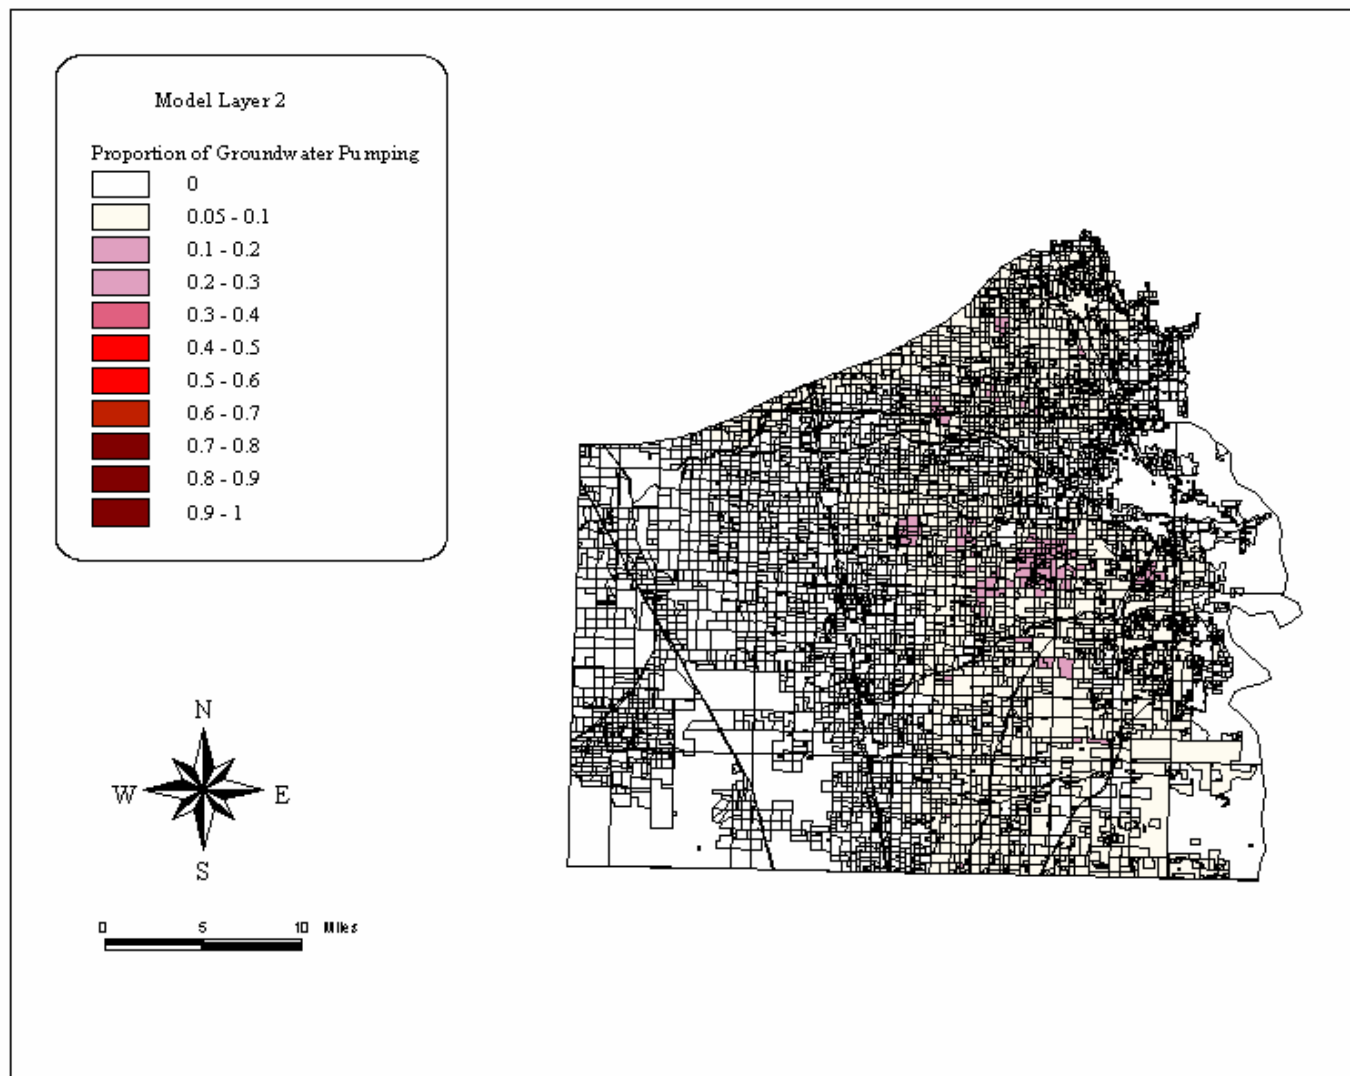 Model Layer 2
Proportion of Groundwater Pumping
0
0.05 - 0.1
0.1 - 0.2
0.2 - 0.3
0.3 - 0.4
0.4 - 0.5
0.5 - 0.6
0.6 - 0.7
0.7 - 0.8
0.8 - 0.9
0.9 - 1
N
W E
S
0 5 10 Miles